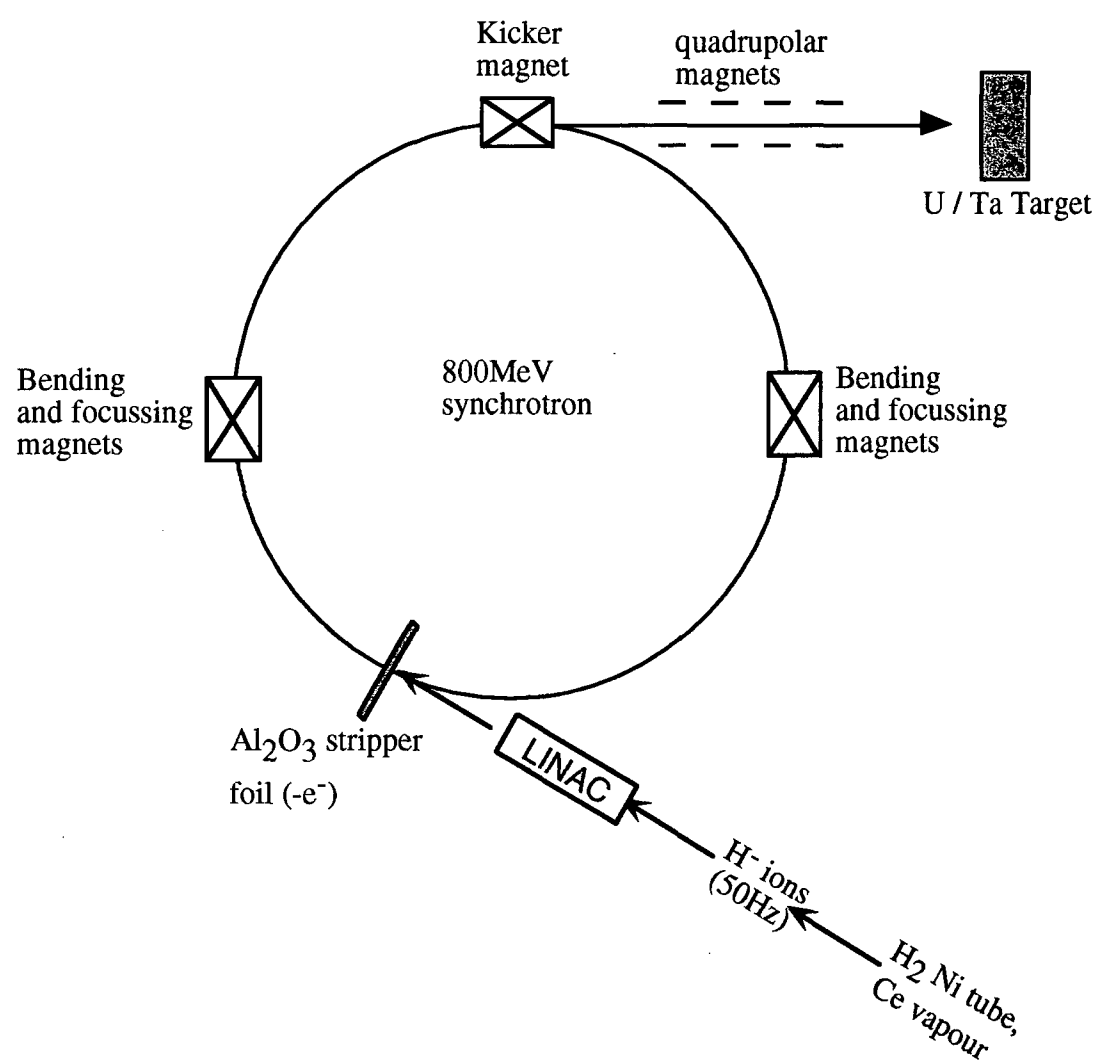 Kicker
magnet
quadrupolar
magnets
U / Ta Target
Bending
and focussing
magnets
800MeV
synchrotron
Bending
and focussing
magnets
Al₂O₃ stripper
foil (-e⁻)
LINAC
H⁻ ions
(50Hz)
H₂ Ni tube,
Ce vapour